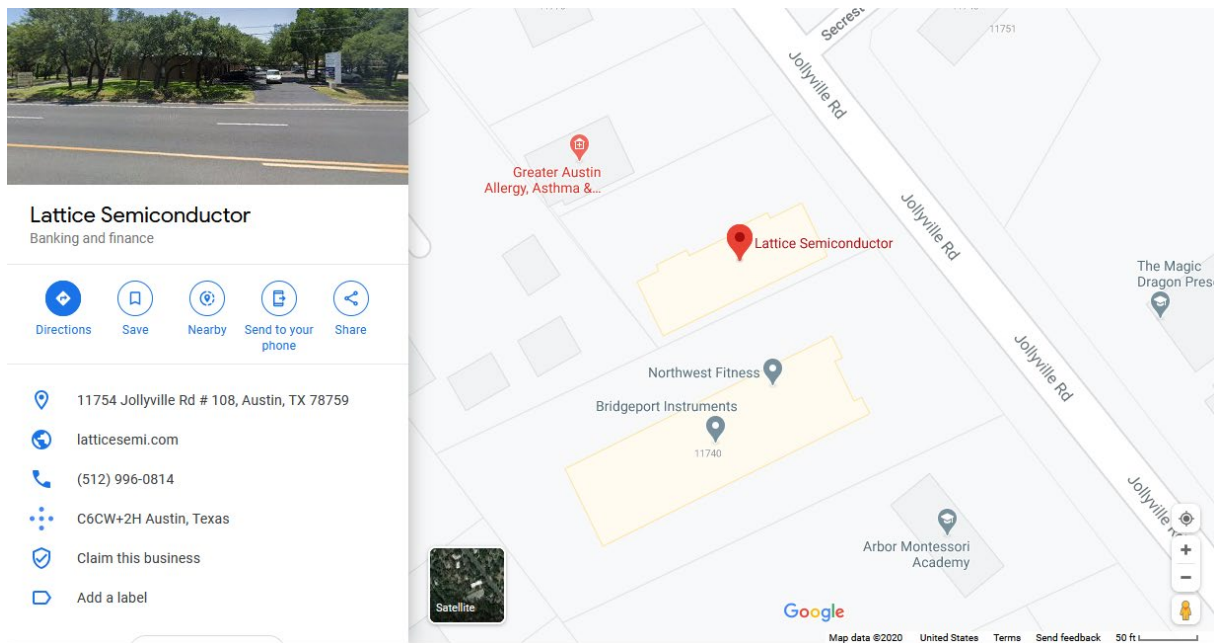 Lattice Semiconductor
Banking and finance
Directions
Save
Nearby
Send to your
phone
Share
11754 Jollyville Rd # 108, Austin, TX 78759
latticesemi.com
(512) 996-0814
C6CW+2H Austin, Texas
Claim this business
Add a label
Secrest
11751
Jollyville Rd
Greater Austin
Allergy, Asthma &...
Jollyville Rd
Lattice Semiconductor
The Magic
Dragon Pres
Jollyville Rd
Northwest Fitness
Bridgeport Instruments
11740
Jollyville
Arbor Montessori
Academy
Satellite
Google
Map data ©2020 United States Terms Send feedback 50 ft